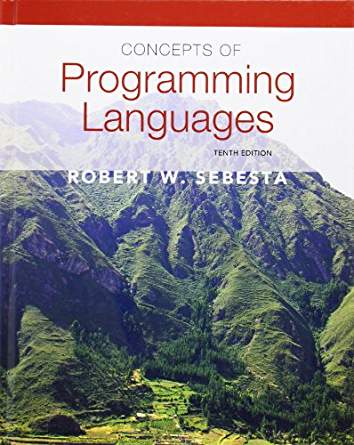 CONCEPTS OF
Programming
Languages
TENTH EDITION
ROBERT W. SEBESTA